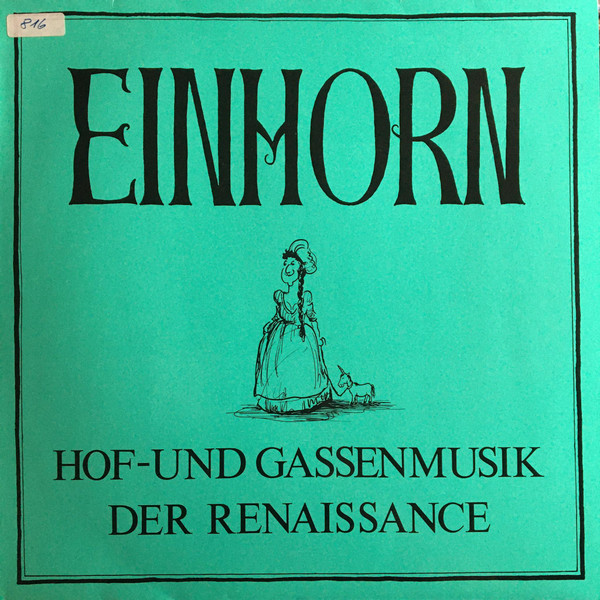 816
EINHORN
HOF-UND GASSENMUSIK
DER RENAISSANCE